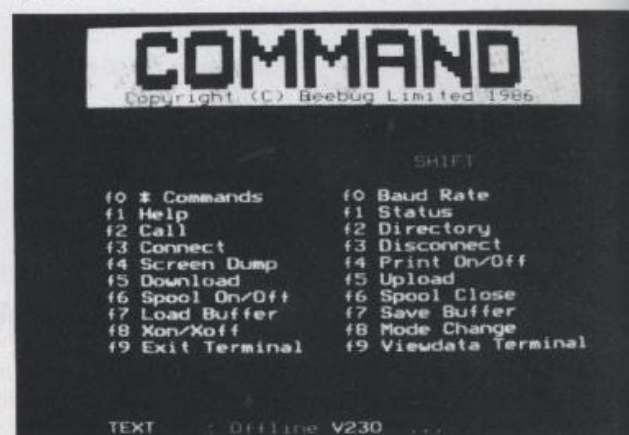 COMMAND
Copyright (C) Beebug Limited 1986
SHIFT
f0 * Commands f0 Baud Rate
f1 Help f1 Status
f2 Call f2 Directory
f3 Connect f3 Disconnect
f4 Screen Dump f4 Print On/Off
f5 Download f5 Upload
f6 Spool On/Off f6 Spool Close
f7 Load Buffer f7 Save Buffer
f8 Xon/Xoff f8 Mode Change
f9 Exit Terminal f9 Viewdata Terminal
TEXT : Offline V230 ...